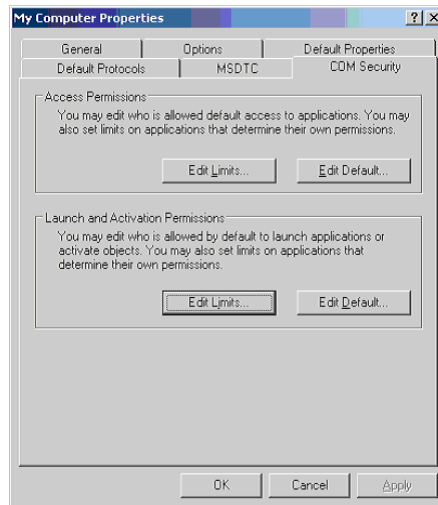 My Computer Properties
General Options Default Properties
Default Protocols MSDTC COM Security
Access Permissions
You may edit who is allowed default access to applications. You may
also set limits on applications that determine their own permissions.
Edit Limits... Edit Default...
Launch and Activation Permissions
You may edit who is allowed by default to launch applications or
activate objects. You may also set limits on applications that
determine their own permissions.
Edit Limits... Edit Default...
OK Cancel Apply